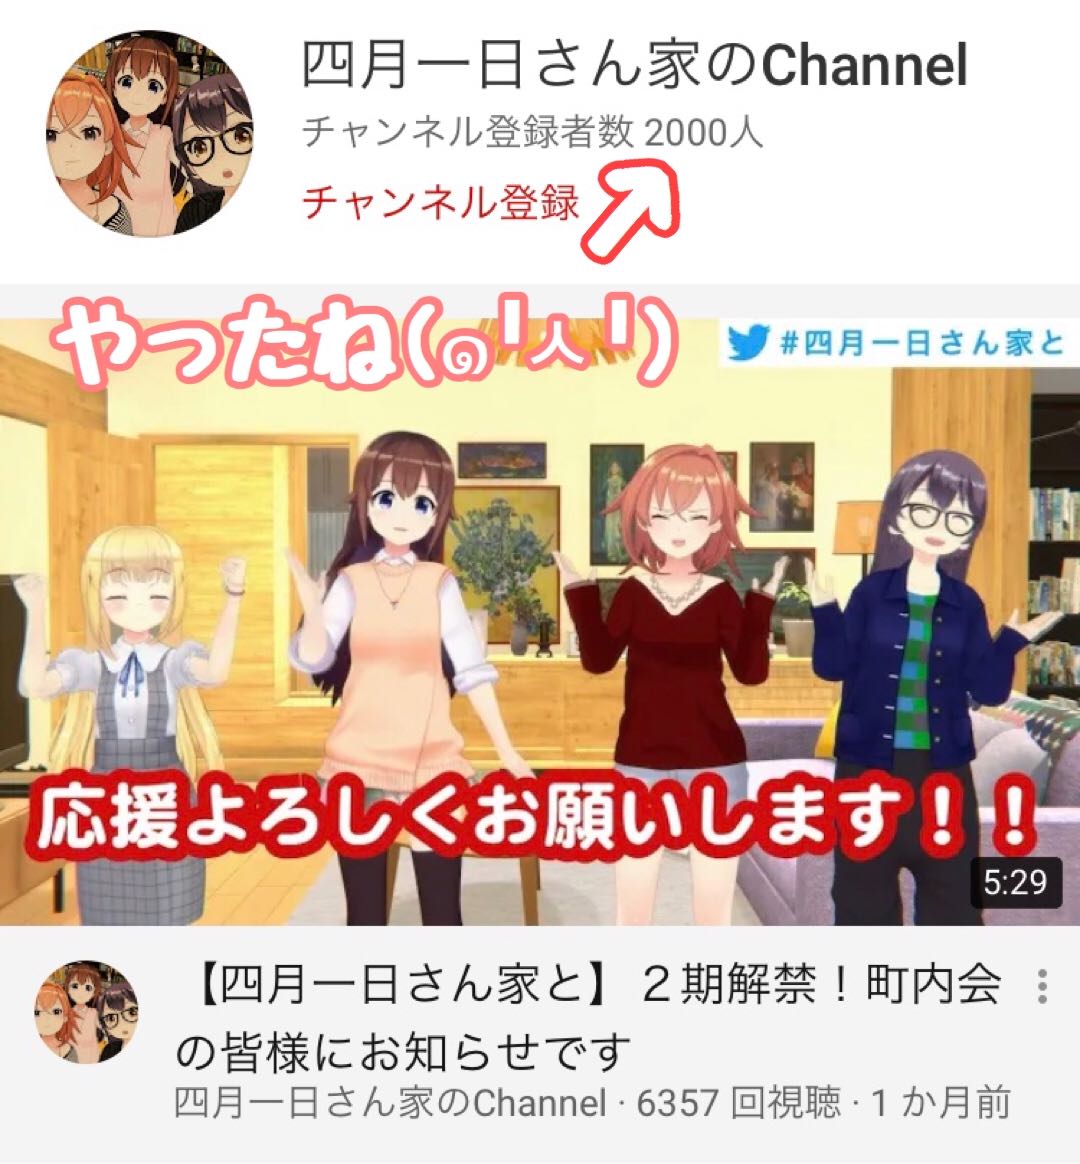 四月一日さん家のChannel
チャンネル登録者数 2000人
チャンネル登録
やったね(๑╹人╹)
#四月一日さん家と
応援よろしくお願いします！！
5:29
【四月一日さん家と】２期解禁！町内会
の皆様にお知らせです
四月一日さん家のChannel · 6357 回視聴 · 1 か月前